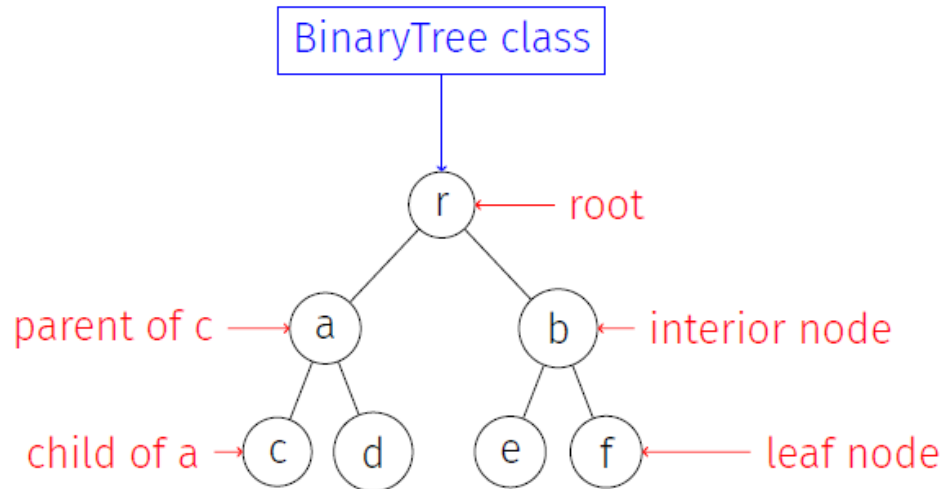 BinaryTree class
r
root
parent of c
a
b
interior node
child of a
c
d
e
f
leaf node